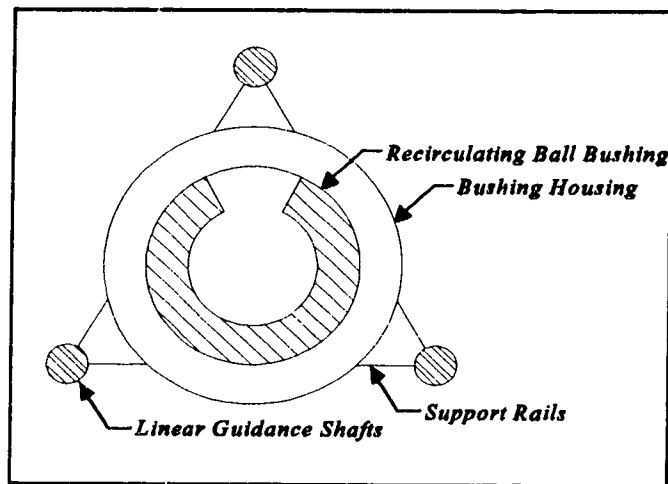 Recirculating Ball Bushing
Bushing Housing
Support Rails
Linear Guidance Shafts